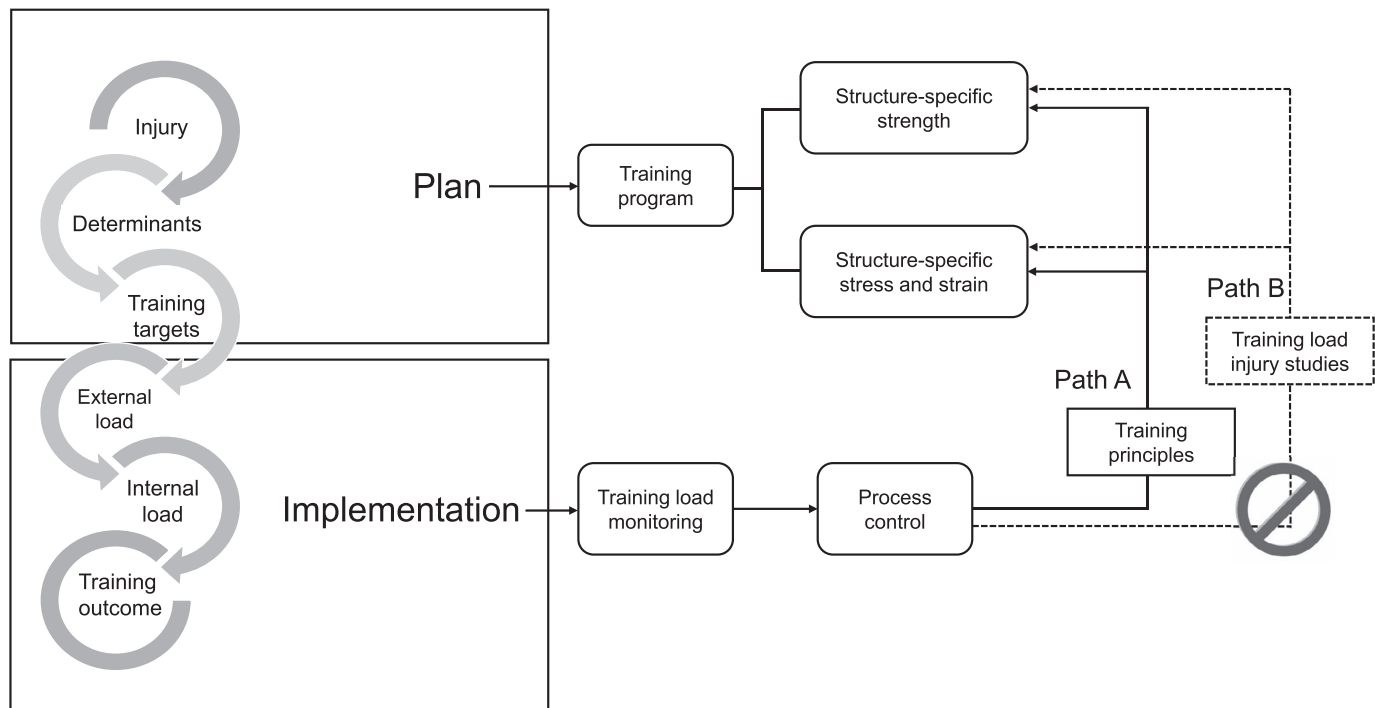 Injury
Determinants
Training
targets
External
load
Internal
load
Training
outcome
Plan
Implementation
Training
program
Structure-specific
strength
Structure-specific
stress and strain
Training load
monitoring
Process
control
Path A
Training
principles
Path B
Training load
injury studies